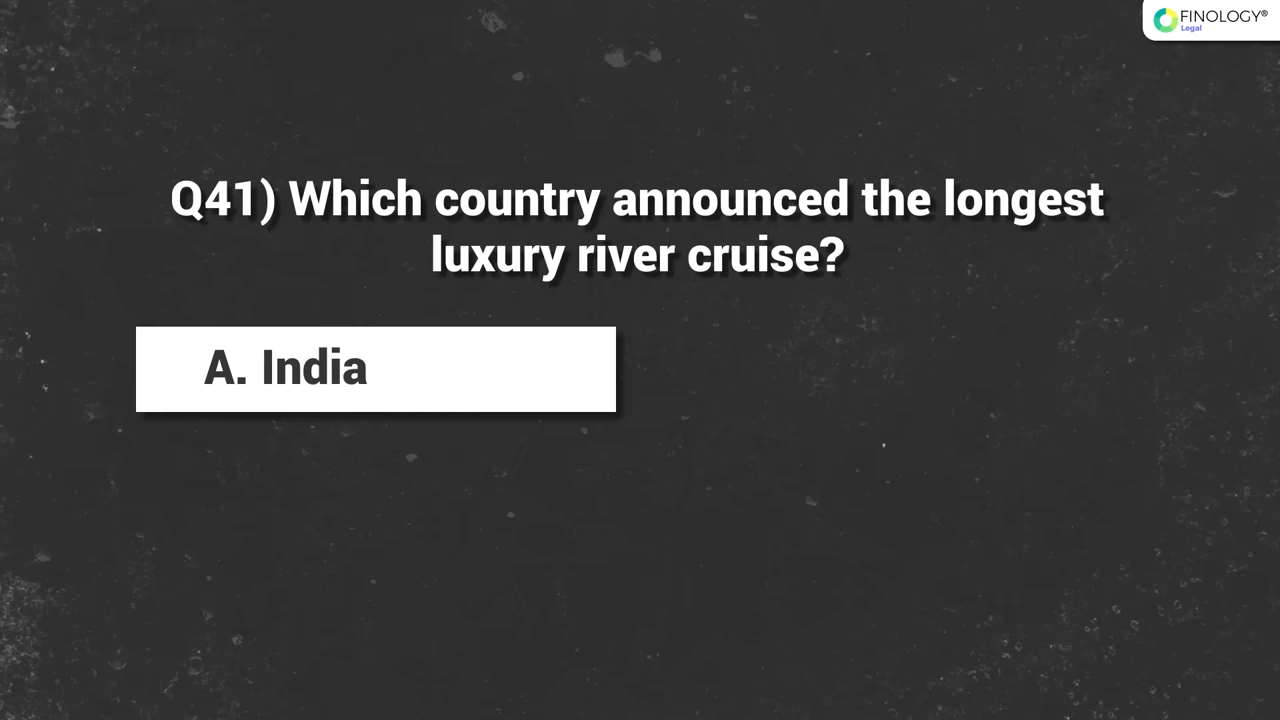 FINOLOGY®
Legal
Q41) Which country announced the longest
luxury river cruise?
A. India